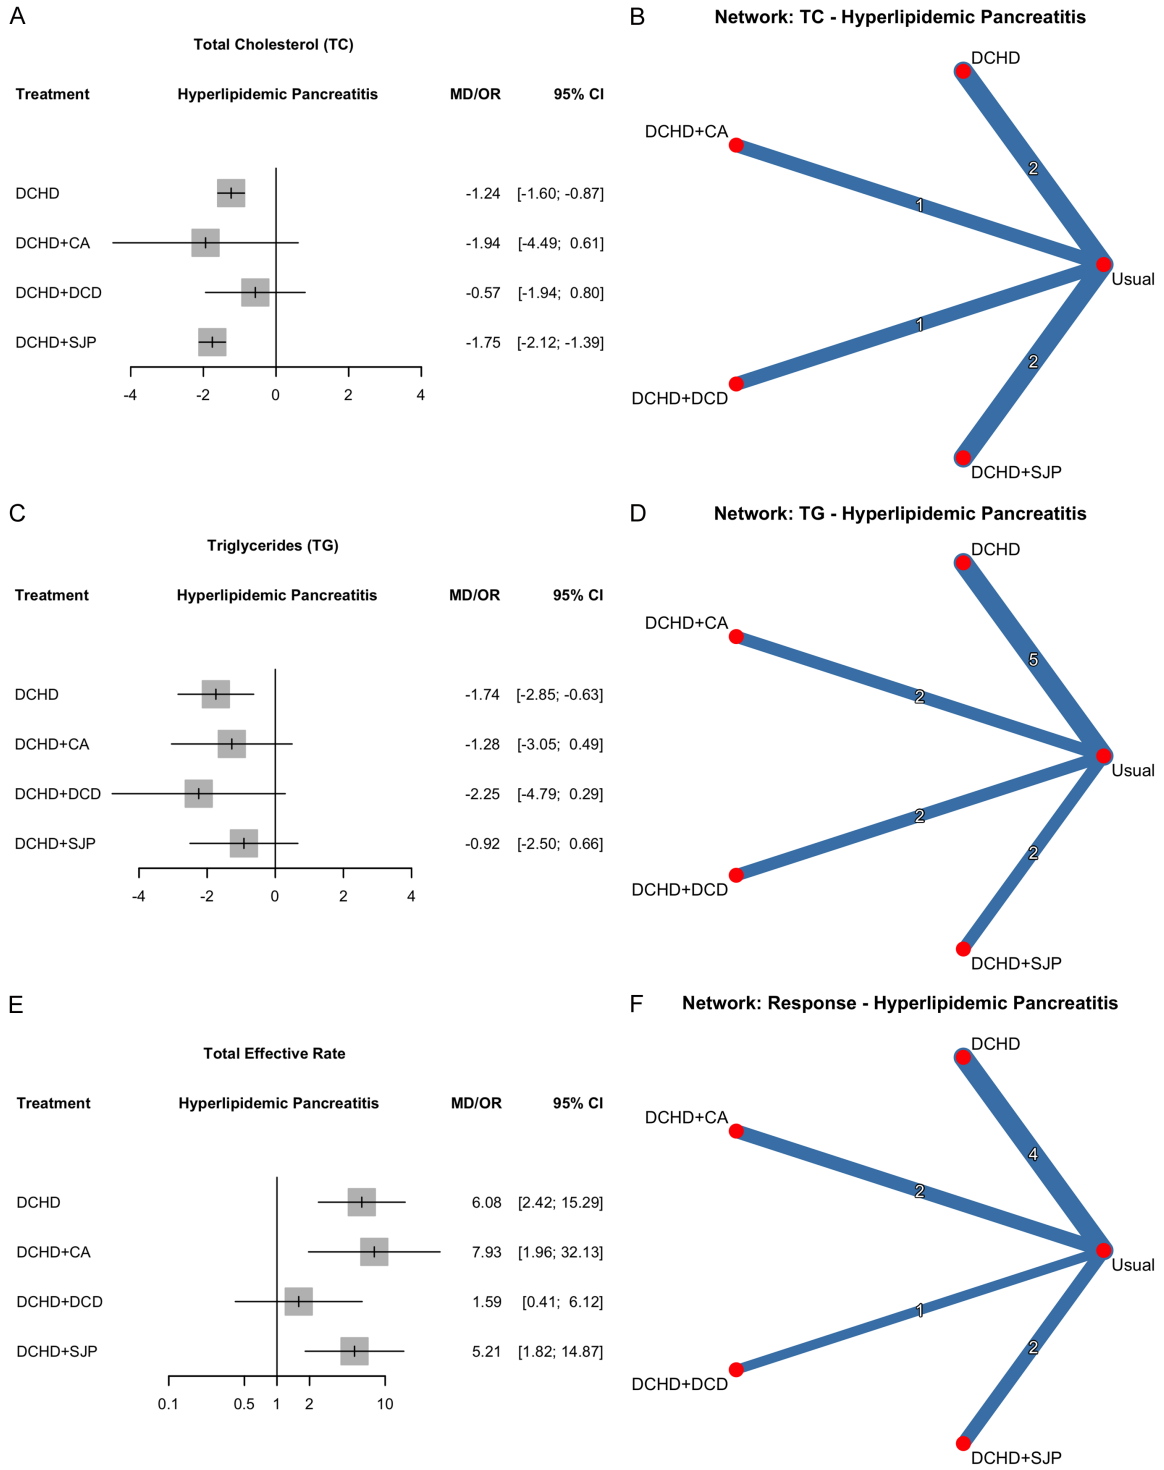 A
Total Cholesterol (TC)
Treatment Hyperlipidemic Pancreatitis MD/OR 95% CI
DCHD -1.24 [-1.60; -0.87]
DCHD+CA -1.94 [-4.49; 0.61]
DCHD+DCD -0.57 [-1.94; 0.80]
DCHD+SJP -1.75 [-2.12; -1.39]
-4 -2 0 2 4
B
Network: TC - Hyperlipidemic Pancreatitis
DCHD
DCHD+CA
2
1
Usual
1
2
DCHD+DCD
DCHD+SJP
C
Triglycerides (TG)
Treatment Hyperlipidemic Pancreatitis MD/OR 95% CI
DCHD -1.74 [-2.85; -0.63]
DCHD+CA -1.28 [-3.05; 0.49]
DCHD+DCD -2.25 [-4.79; 0.29]
DCHD+SJP -0.92 [-2.50; 0.66]
-4 -2 0 2 4
D
Network: TG - Hyperlipidemic Pancreatitis
DCHD
DCHD+CA
5
2
Usual
2
2
DCHD+DCD
DCHD+SJP
E
Total Effective Rate
Treatment Hyperlipidemic Pancreatitis MD/OR 95% CI
DCHD 6.08 [2.42; 15.29]
DCHD+CA 7.93 [1.96; 32.13]
DCHD+DCD 1.59 [0.41; 6.12]
DCHD+SJP 5.21 [1.82; 14.87]
0.1 0.5 1 2 10
F
Network: Response - Hyperlipidemic Pancreatitis
DCHD
DCHD+CA
4
2
Usual
1
2
DCHD+DCD
DCHD+SJP